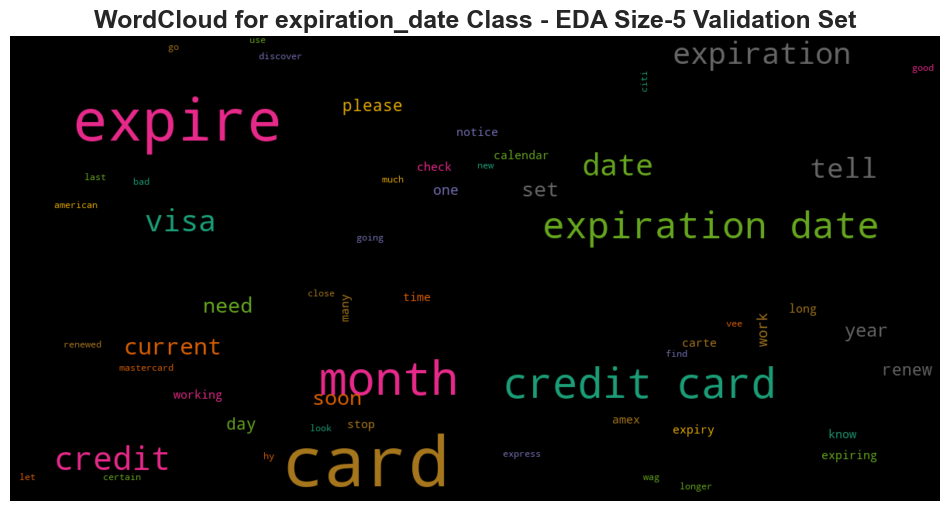 WordCloud for expiration_date Class - EDA Size-5 Validation Set
use
go
discover
expiration
good
citi
please
expire
notice
calendar
date
check
new
tell
last
bad
much
one
set
american
visa
expiration date
going
close
time
need
many
long
vee
work
year
renewed
current
carte
find
mastercard
renew
month
credit card
working
soon
day
look
stop
amex
expiry
know
credit
hy
card
express
expiring
let
certain
wag
longer